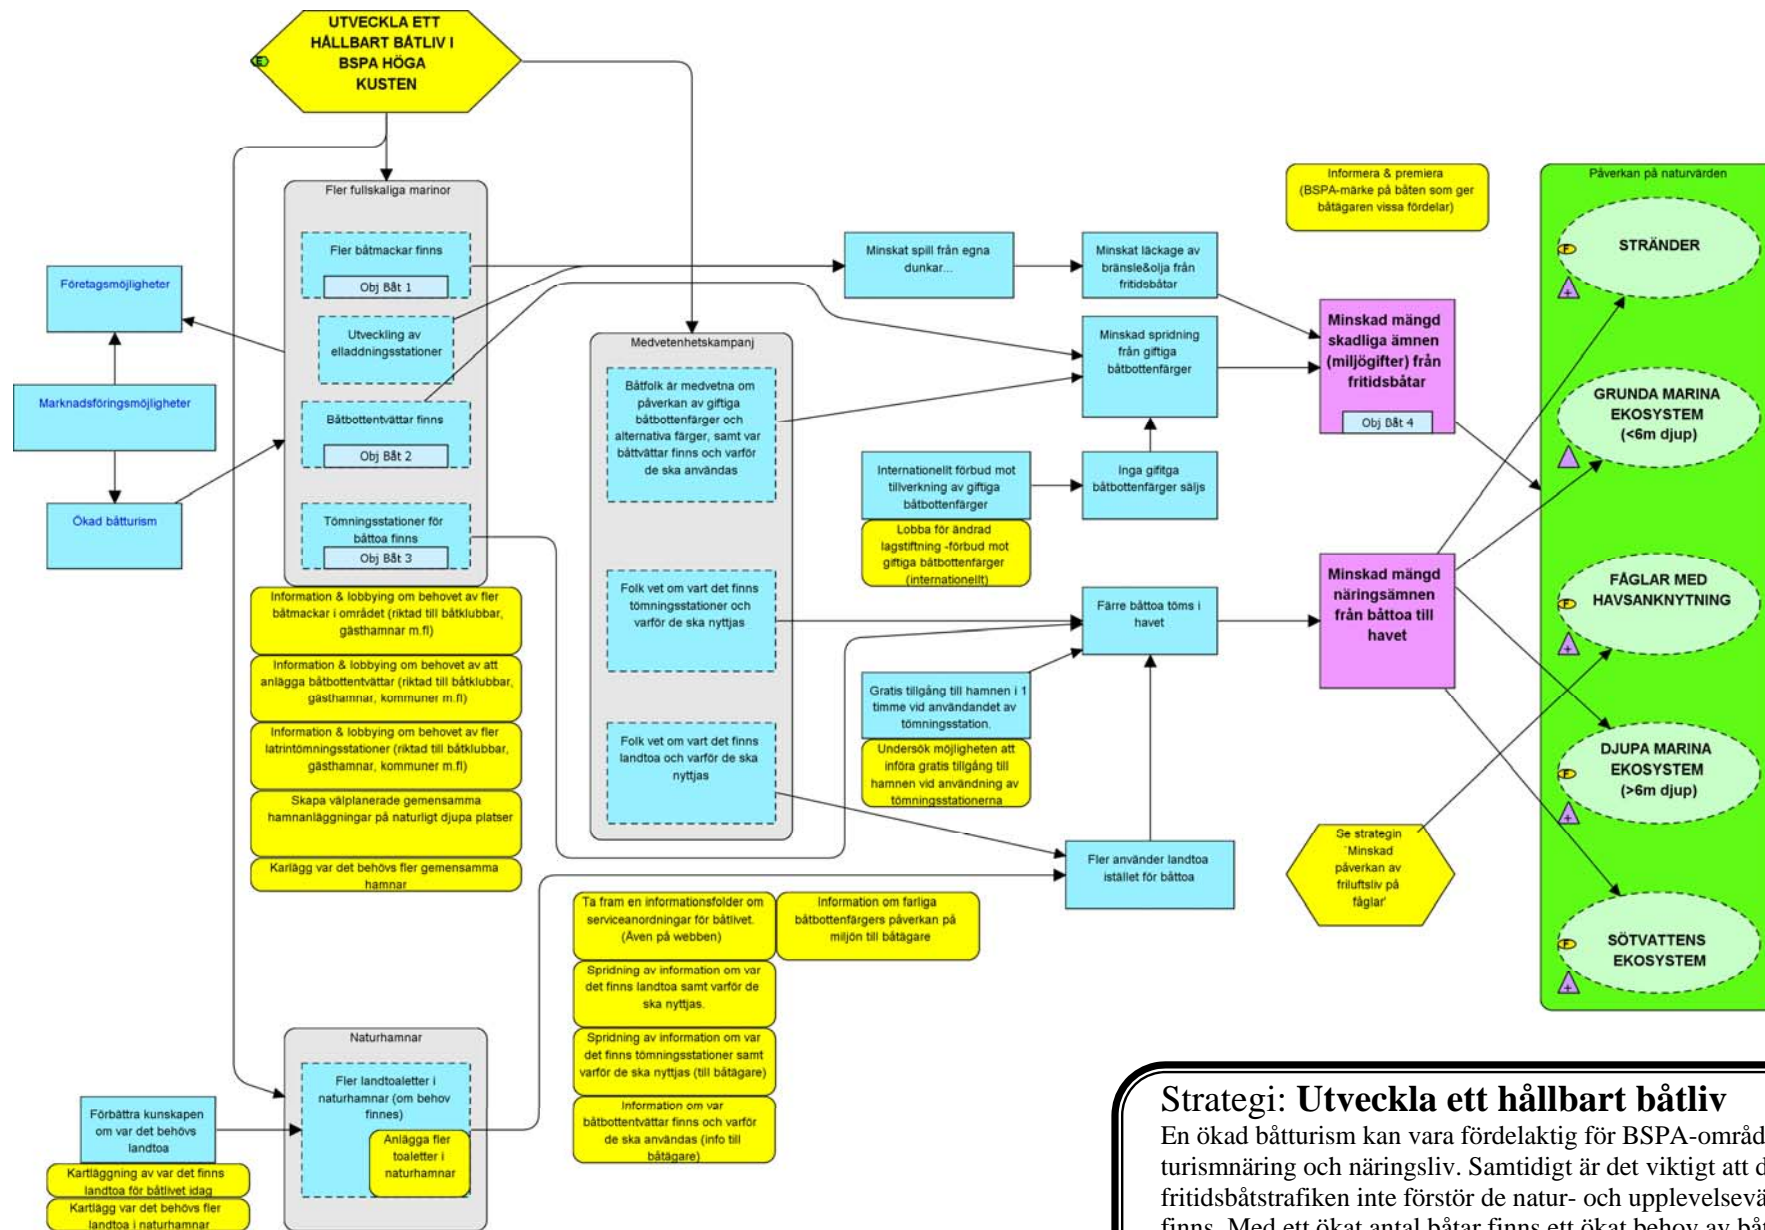 UTVECKLA ETT
HÅLLBART BÅTLIV I
BSPA HÖGA
KUSTEN
E
Fler fullskaliga marinor
Fler båtmackar finns
Obj Båt 1
Utveckling av
elladdningsstationer
Båtbottentvättar finns
Obj Båt 2
Tömningsstationer för
båttoa finns
Obj Båt 3
Företagsmöjligheter
Marknadsföringsmöjligheter
Ökad båtturism
Information & lobbying om behovet av fler
båtmackar i området (riktad till båtklubbar,
gästhamnar m.fl)
Information & lobbying om behovet av att
anlägga båtbottentvättar (riktad till båtklubbar,
gästhamnar, kommuner m.fl)
Information & lobbying om behovet av fler
latrintömningsstationer (riktad till båtklubbar,
gästhamnar, kommuner m.fl)
Skapa välplanerade gemensamma
hamnanläggningar på naturligt djupa platser
Karlägg var det behövs fler gemensamma
hamnar
Medvetenhetskampanj
Båtfolk är medvetna om
påverkan av giftiga
båtbottenfärger och
alternativa färger, samt var
båttvättar finns och varför
de ska användas
Folk vet om vart det finns
tömningsstationer och
varför de ska nyttjas
Folk vet om vart det finns
landtoa och varför de ska
nyttjas
Minskat spill från egna
dunkar...
Minskat läckage av
bränsle&olja från
fritidsbåtar
Minskad spridning
från giftiga
båtbottenfärger
Internationellt förbud mot
tillverkning av giftiga
båtbottenfärger
Lobba för ändrad
lagstiftning -förbud mot
giftiga båtbottenfärger
(internationellt)
Inga gifitga
båtbottenfärger säljs
Färre båttoa töms i
havet
Gratis tillgång till hamnen i 1
timme vid användandet av
tömningsstation.
Undersök möjligheten att
införa gratis tillgång till
hamnen vid användning av
tömningsstationerna
Fler använder landtoa
istället för båttoa
Informera & premiera
(BSPA-märke på båten som ger
båtägaren vissa fördelar)
Minskad mängd
skadliga ämnen
(miljögifter) från
fritidsbåtar
Obj Båt 4
Minskad mängd
näringsämnen
från båttoa till
havet
Se strategin
´Minskad
påverkan av
friluftsliv på
fåglar'
Påverkan på naturvärden
STRÄNDER
F
+
GRUNDA MARINA
EKOSYSTEM
(<6m djup)
FÅGLAR MED
HAVSANKNYTNING
F
+
DJUPA MARINA
EKOSYSTEM
(>6m djup)
F
+
SÖTVATTENS
EKOSYSTEM
F
+
Naturhamnar
Fler landtoaletter i
naturhamnar (om behov
finnes)
Anlägga fler
toaletter i
naturhamnar
Förbättra kunskapen
om var det behövs
landtoa
Kartläggning av var det finns
landtoa för båtlivet idag
Kartlägg var det behövs fler
landtoa i naturhamnar
Ta fram en informationsfolder om
serviceanordningar för båtlivet.
(Även på webben)
Information om farliga
båtbottenfärgers påverkan på
miljön till båtägare
Spridning av information om var
det finns landtoa samt varför de
ska nyttjas.
Spridning av information om var
det finns tömningsstationer samt
varför de ska nyttjas (till båtägare)
Information om var
båtbottentvättar finns och varför
de ska användas (info till
båtägare)
Strategi: Utveckla ett hållbart båtliv
En ökad båtturism kan vara fördelaktig för BSPA-områd
turismnäring och näringsliv. Samtidigt är det viktigt att d
fritidsbåtstrafiken inte förstör de natur- och upplevelsevä
finns. Med ett ökat antal båtar finns ett ökat behov av båt